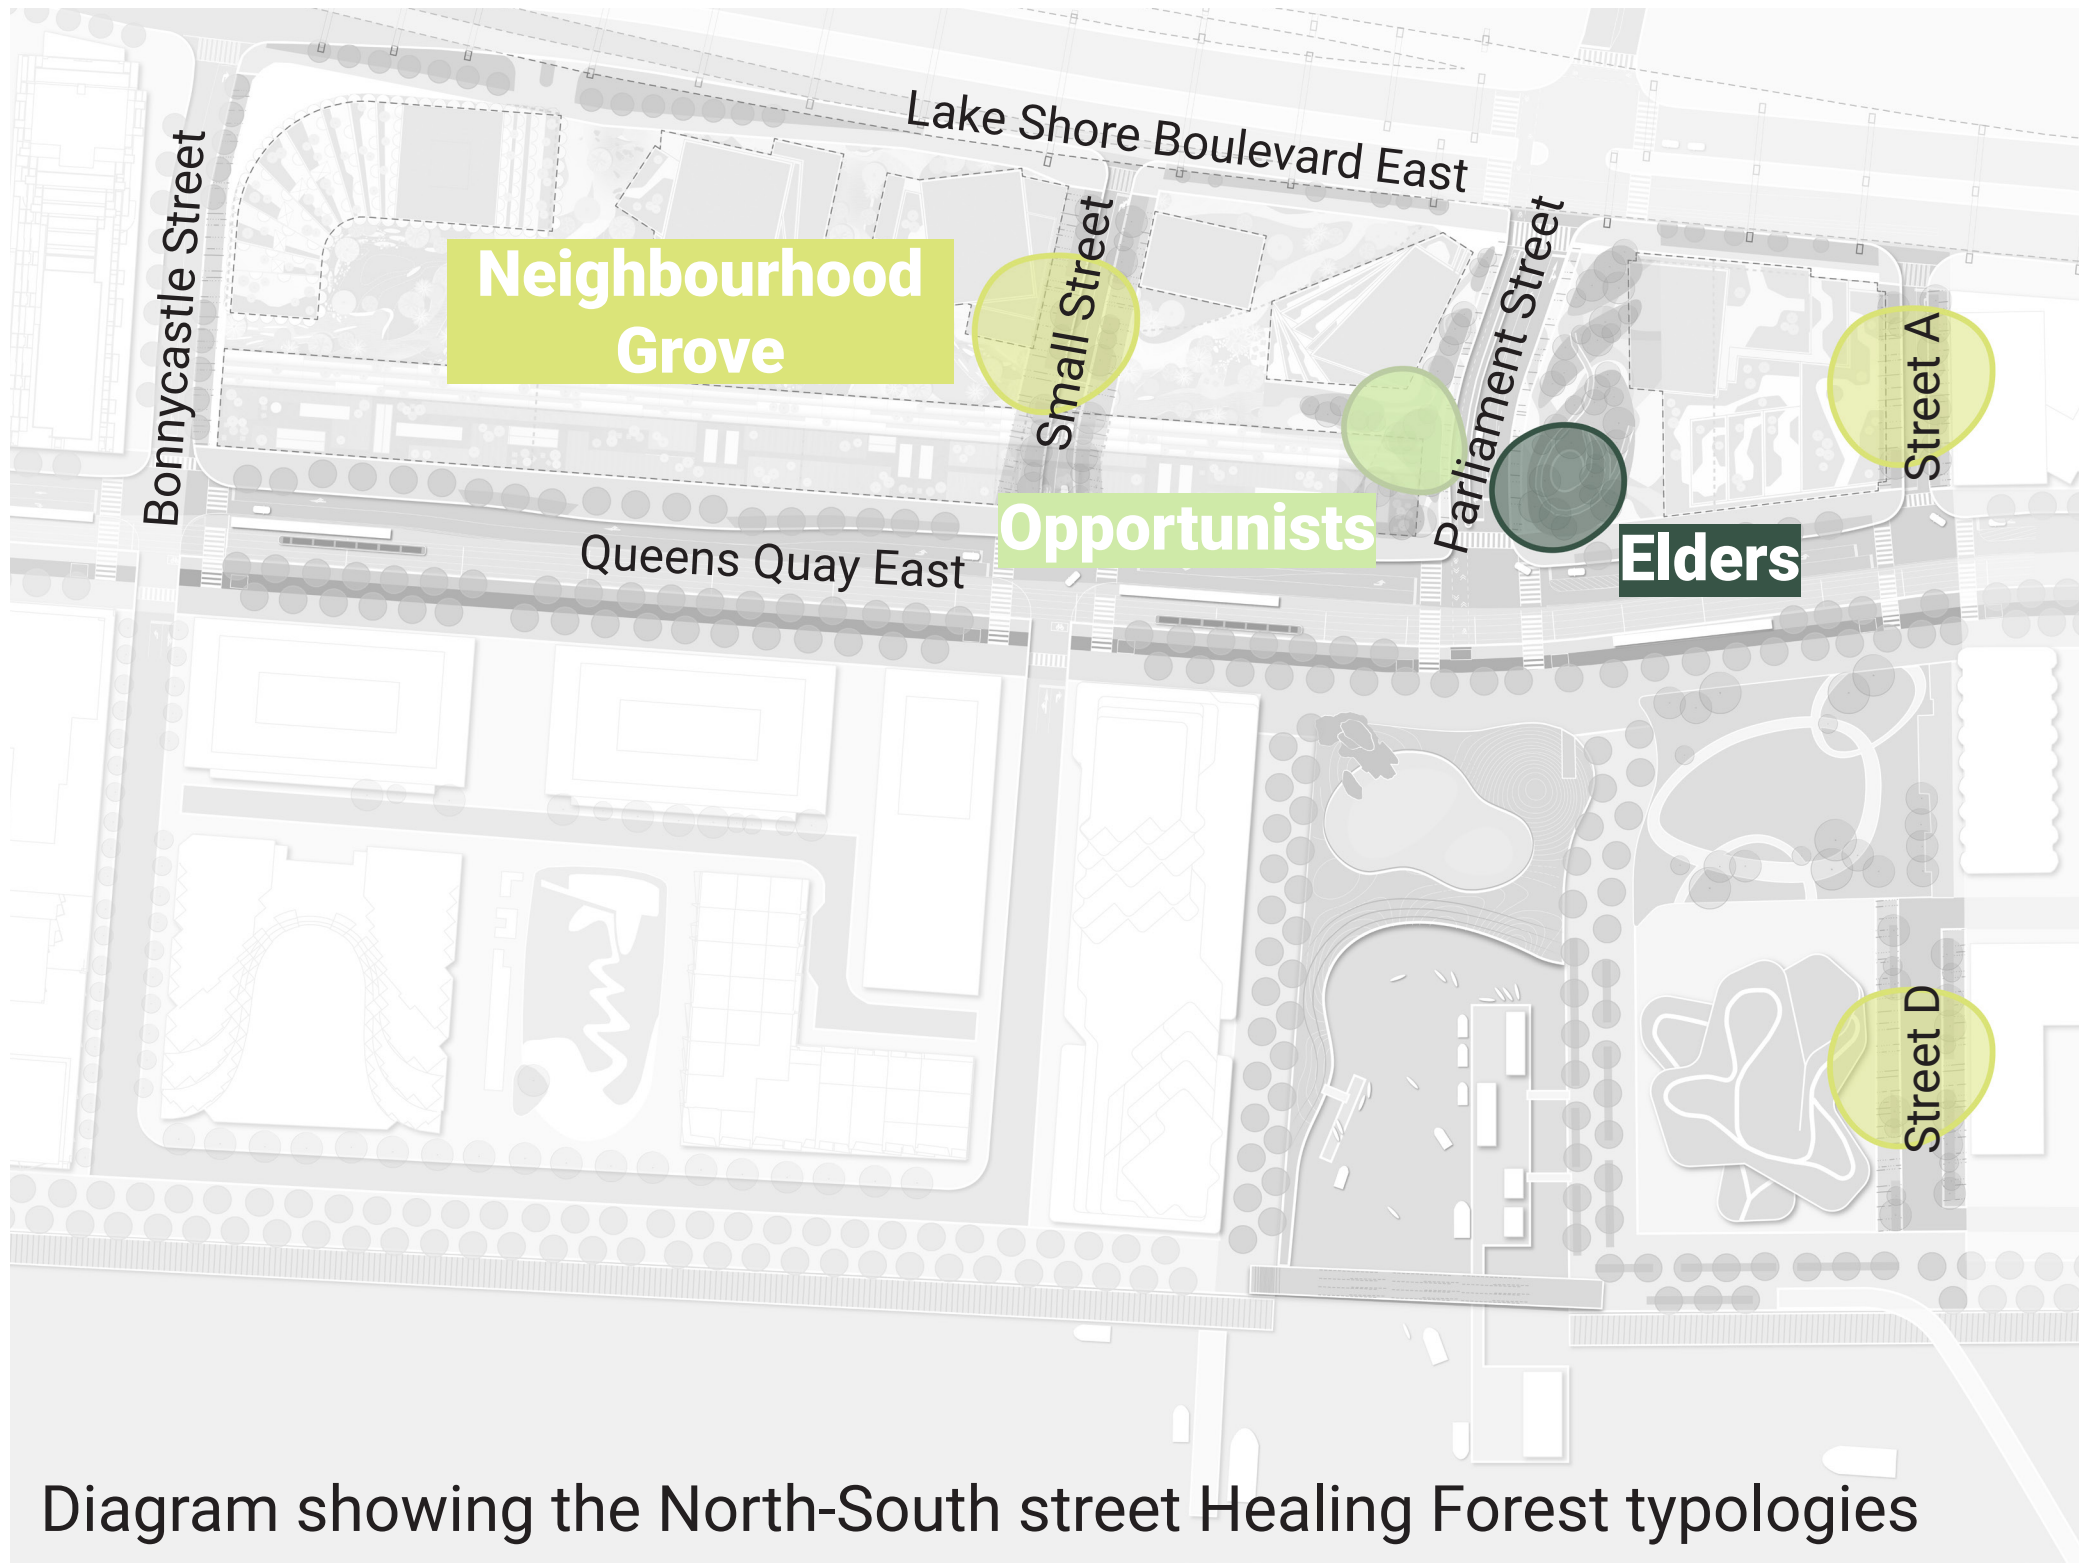 Lake Shore Boulevard East
Bonnycastle Street
Neighbourhood
Grove
Small Street
Parliament Street
Street A
Opportunists
Elders
Queens Quay East
Street D
Diagram showing the North-South street Healing Forest typologies